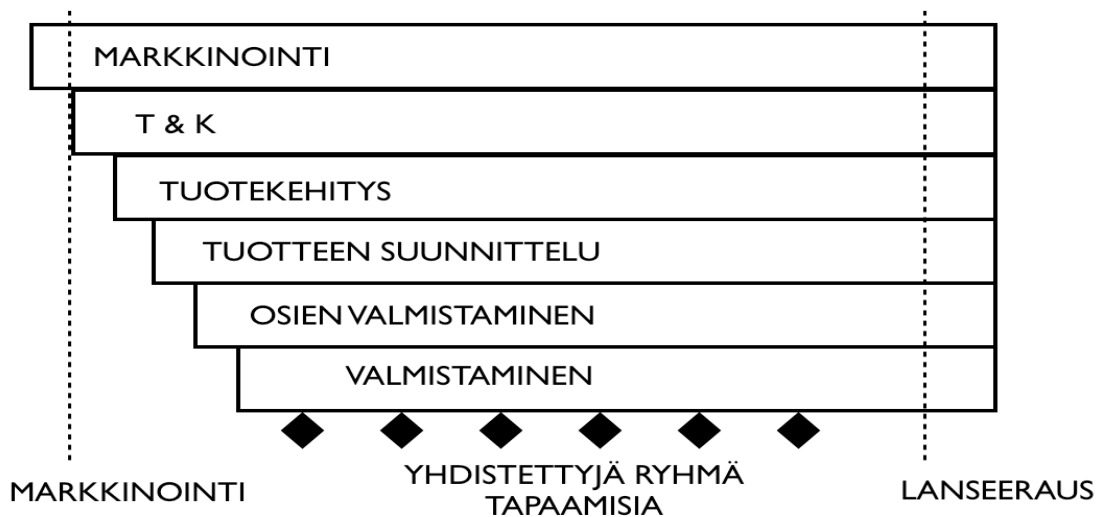 MARKKINOINTI
T & K
TUOTEKEHITYS
TUOTTEEN SUUNNITTELU
OSIEN VALMISTAMINEN
VALMISTAMINEN
MARKKINOINTI
YHDISTETTYJÄ RYHMÄ
TAPAAMISIA
LANSEERAUS